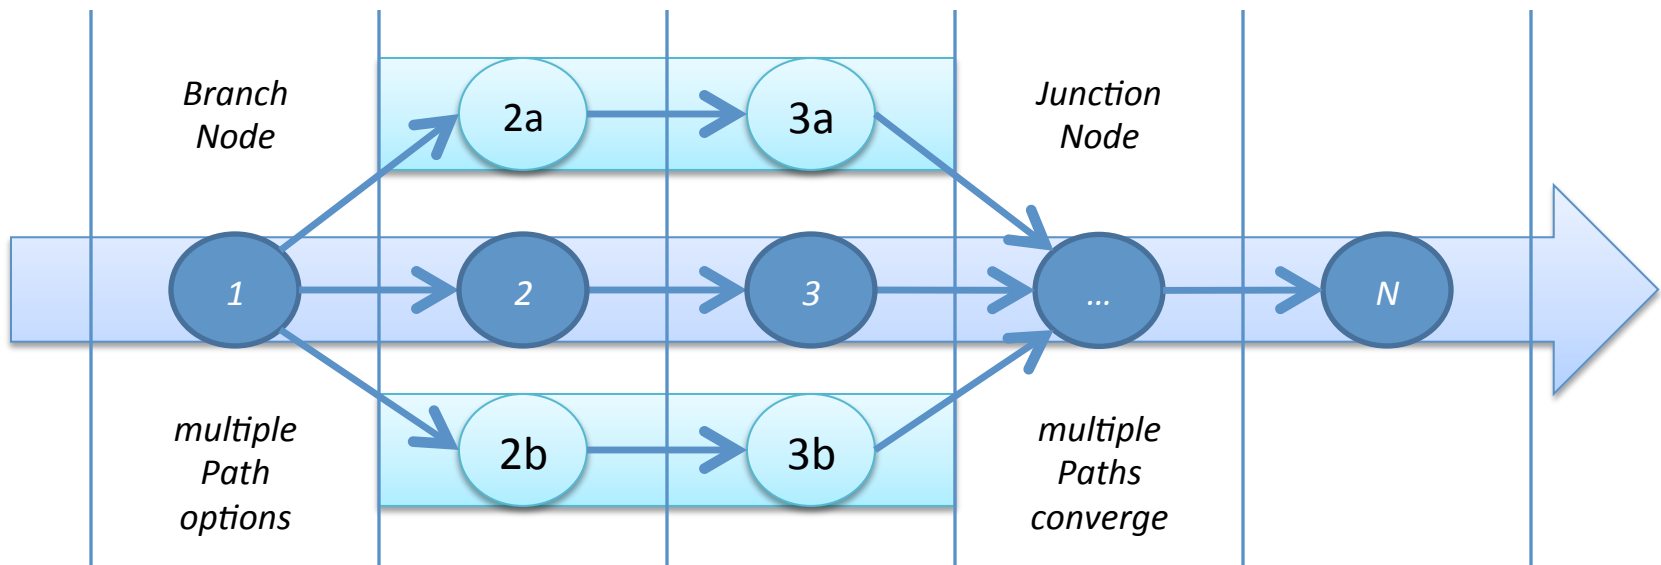 Branch
Node
2a
3a
Junction
Node
1
2
3
...
N
multiple
Path
options
2b
3b
multiple
Paths
converge